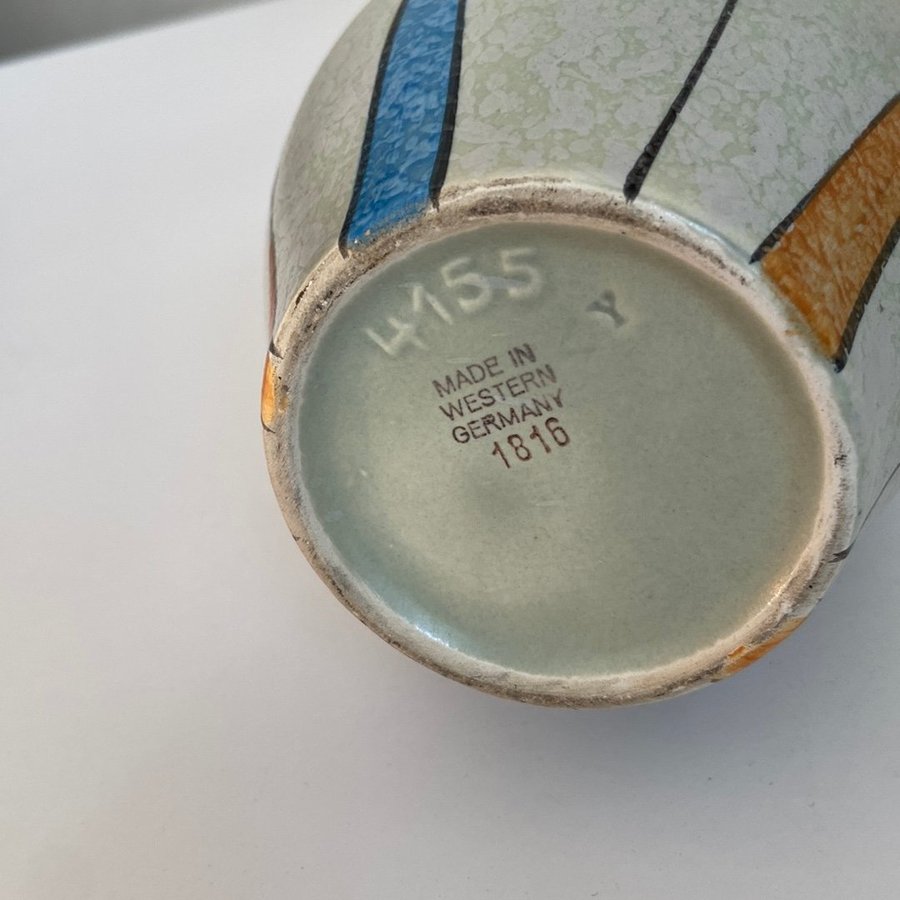 4155
Y
MADE IN
WESTERN
GERMANY
1816